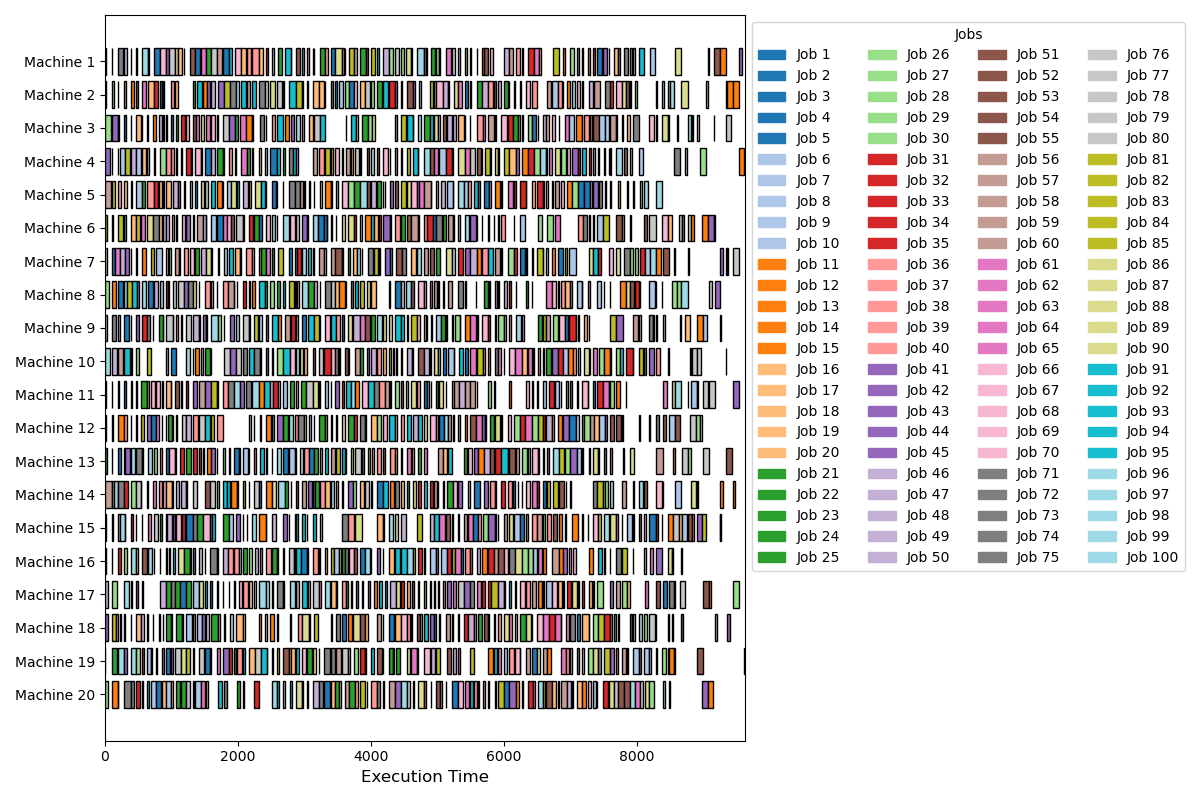 Machine 1
Machine 2
Machine 3
Machine 4
Machine 5
Machine 6
Machine 7
Machine 8
Machine 9
Machine 10
Machine 11
Machine 12
Machine 13
Machine 14
Machine 15
Machine 16
Machine 17
Machine 18
Machine 19
Machine 20
0 2000 4000 6000 8000
Execution Time
Jobs
Job 1 Job 26 Job 51 Job 76
Job 2 Job 27 Job 52 Job 77
Job 3 Job 28 Job 53 Job 78
Job 4 Job 29 Job 54 Job 79
Job 5 Job 30 Job 55 Job 80
Job 6 Job 31 Job 56 Job 81
Job 7 Job 32 Job 57 Job 82
Job 8 Job 33 Job 58 Job 83
Job 9 Job 34 Job 59 Job 84
Job 10 Job 35 Job 60 Job 85
Job 11 Job 36 Job 61 Job 86
Job 12 Job 37 Job 62 Job 87
Job 13 Job 38 Job 63 Job 88
Job 14 Job 39 Job 64 Job 89
Job 15 Job 40 Job 65 Job 90
Job 16 Job 41 Job 66 Job 91
Job 17 Job 42 Job 67 Job 92
Job 18 Job 43 Job 68 Job 93
Job 19 Job 44 Job 69 Job 94
Job 20 Job 45 Job 70 Job 95
Job 21 Job 46 Job 71 Job 96
Job 22 Job 47 Job 72 Job 97
Job 23 Job 48 Job 73 Job 98
Job 24 Job 49 Job 74 Job 99
Job 25 Job 50 Job 75 Job 100